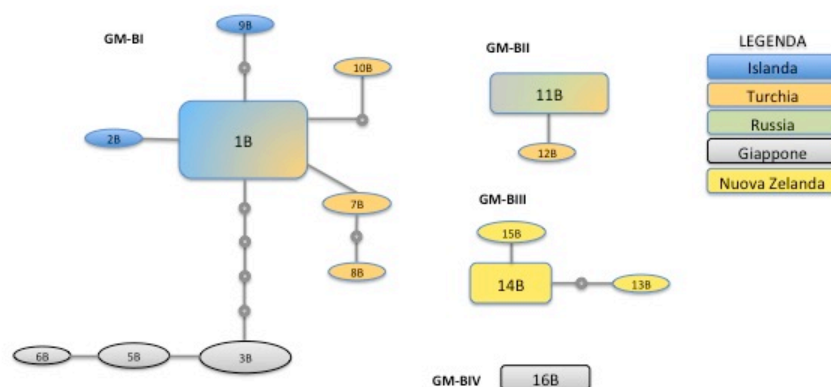 GM-BI
9B
10B
1B
2B
7B
8B
6B
5B
3B
GM-BII
11B
12B
GM-BIII
15B
14B
13B
GM-BIV
16B
LEGENDA
Islanda
Turchia
Russia
Giappone
Nuova Zelanda